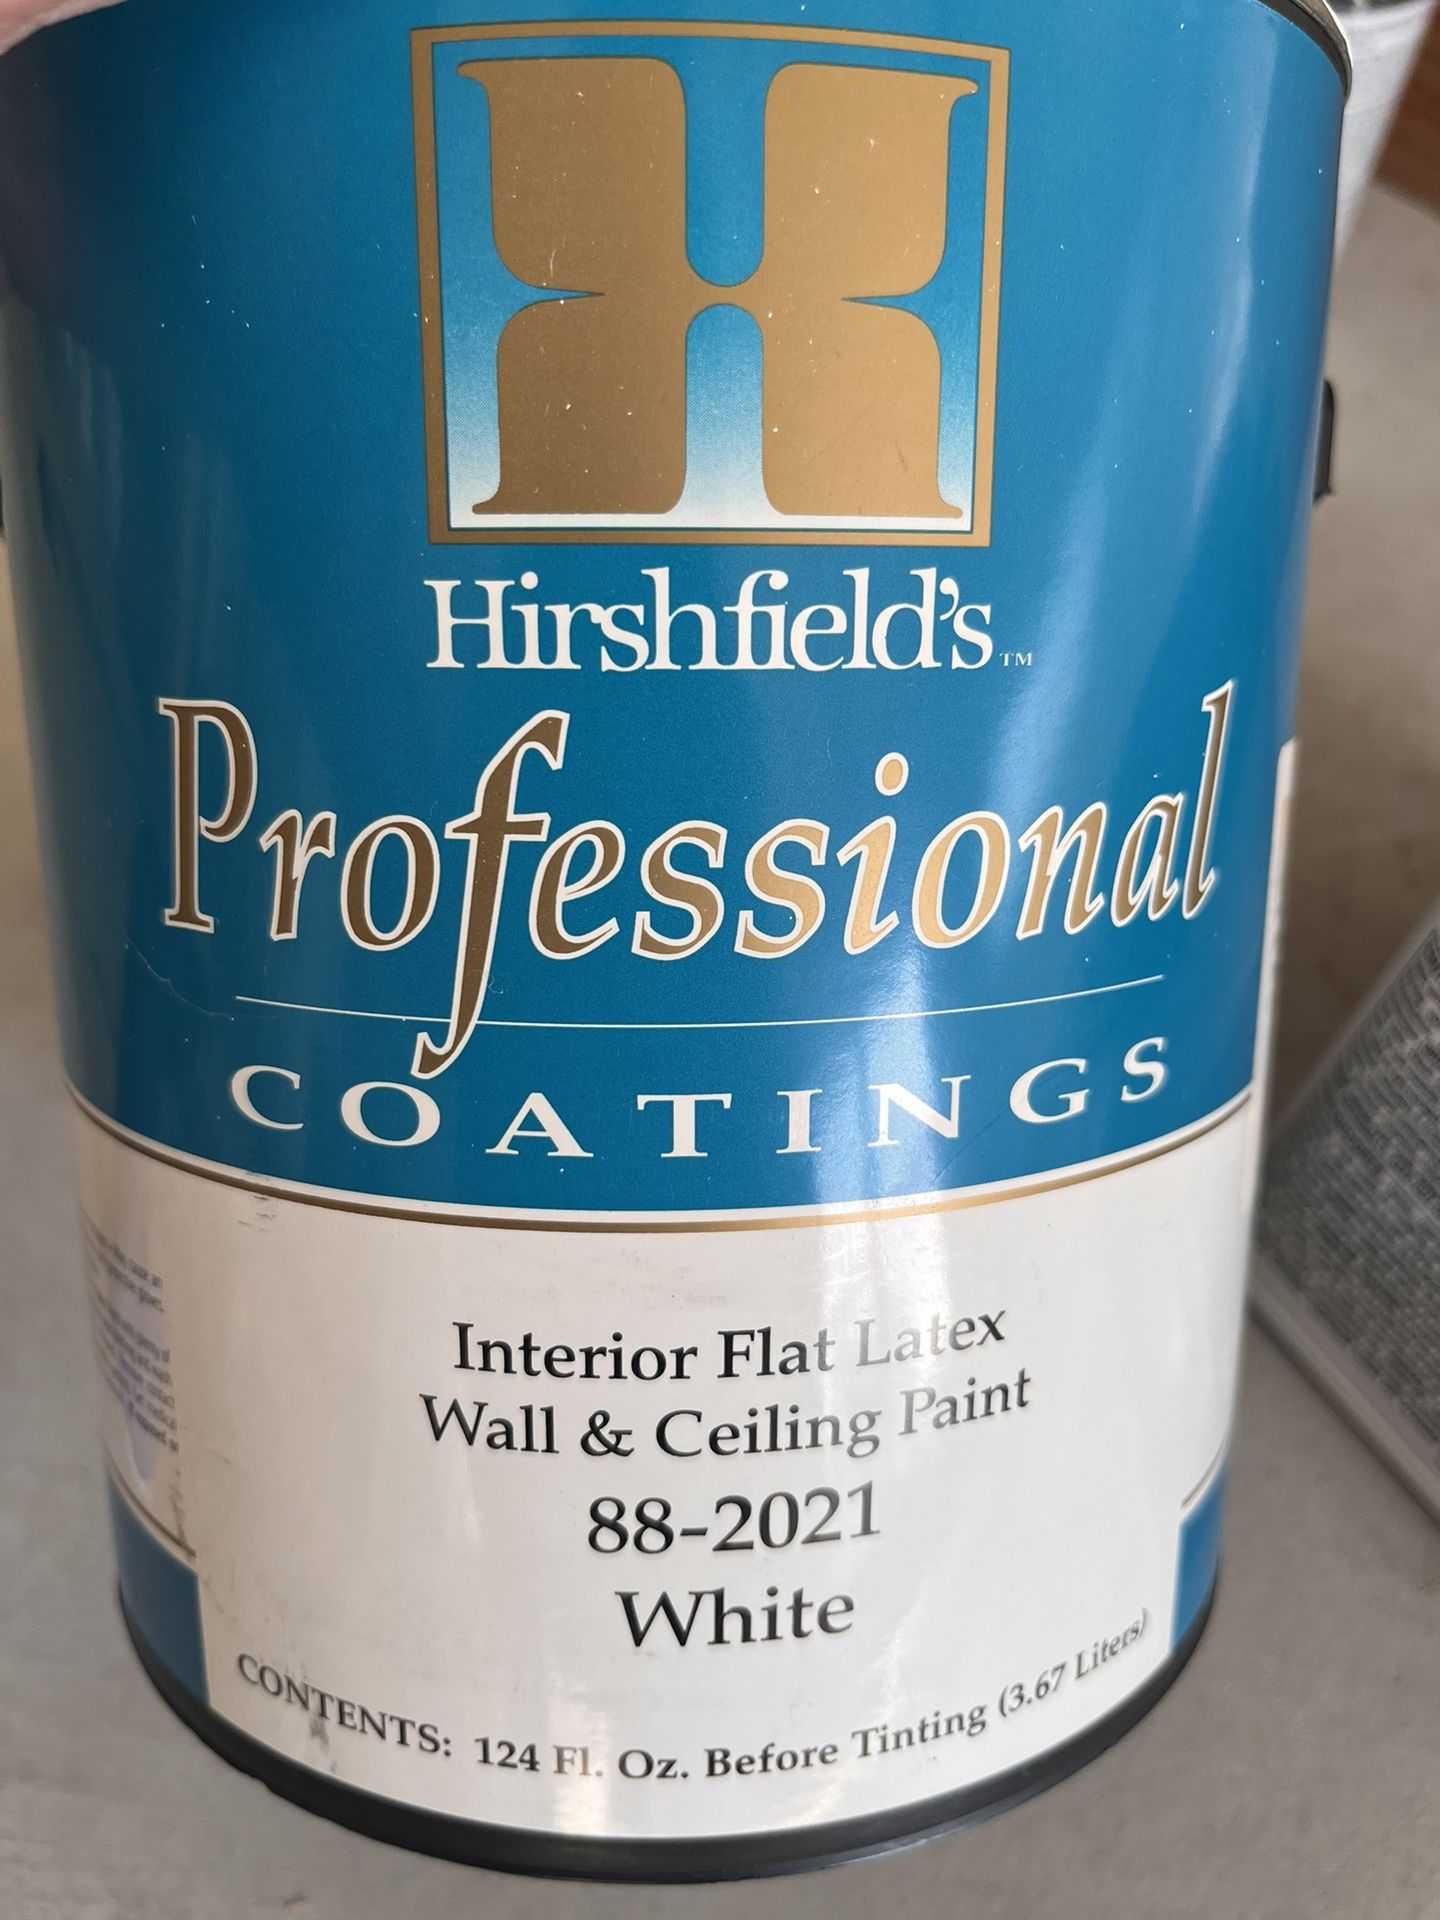 H
Hirshfield's™
Professional
COATINGS
Interior Flat Latex
Wall & Ceiling Paint
88-2021
White
CONTENTS: 124 Fl. Oz. Before Tinting (3.67 Liters)